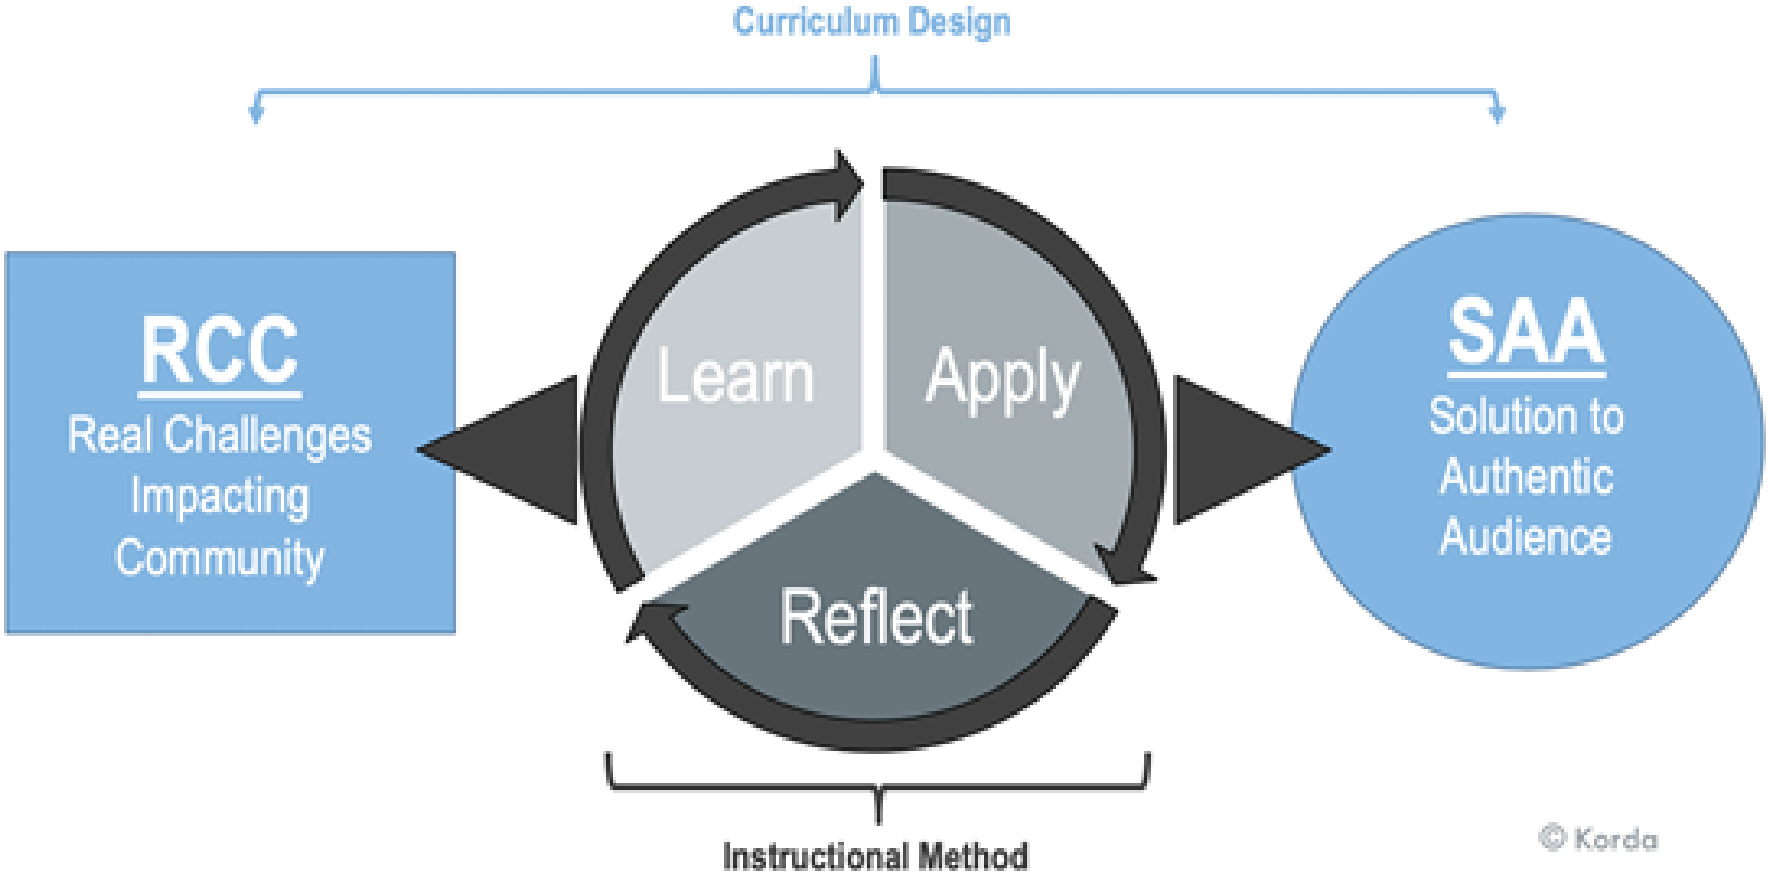 Curriculum Design
RCC
Real Challenges
Impacting
Community
Learn
Apply
Reflect
SAA
Solution to
Authentic
Audience
Instructional Method
© Korda